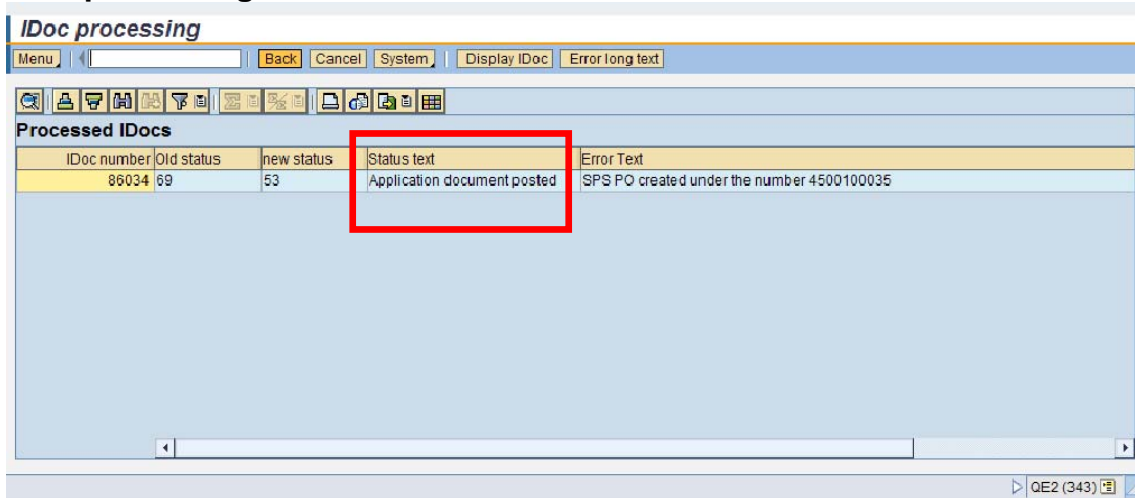 IDoc processing
Menu Back Cancel System Display IDoc Error long text
Processed IDocs
IDoc number Old status new status Status text Error Text
86034 69 53 Application document posted SPS PO created under the number 4500100035
QE2 (343)